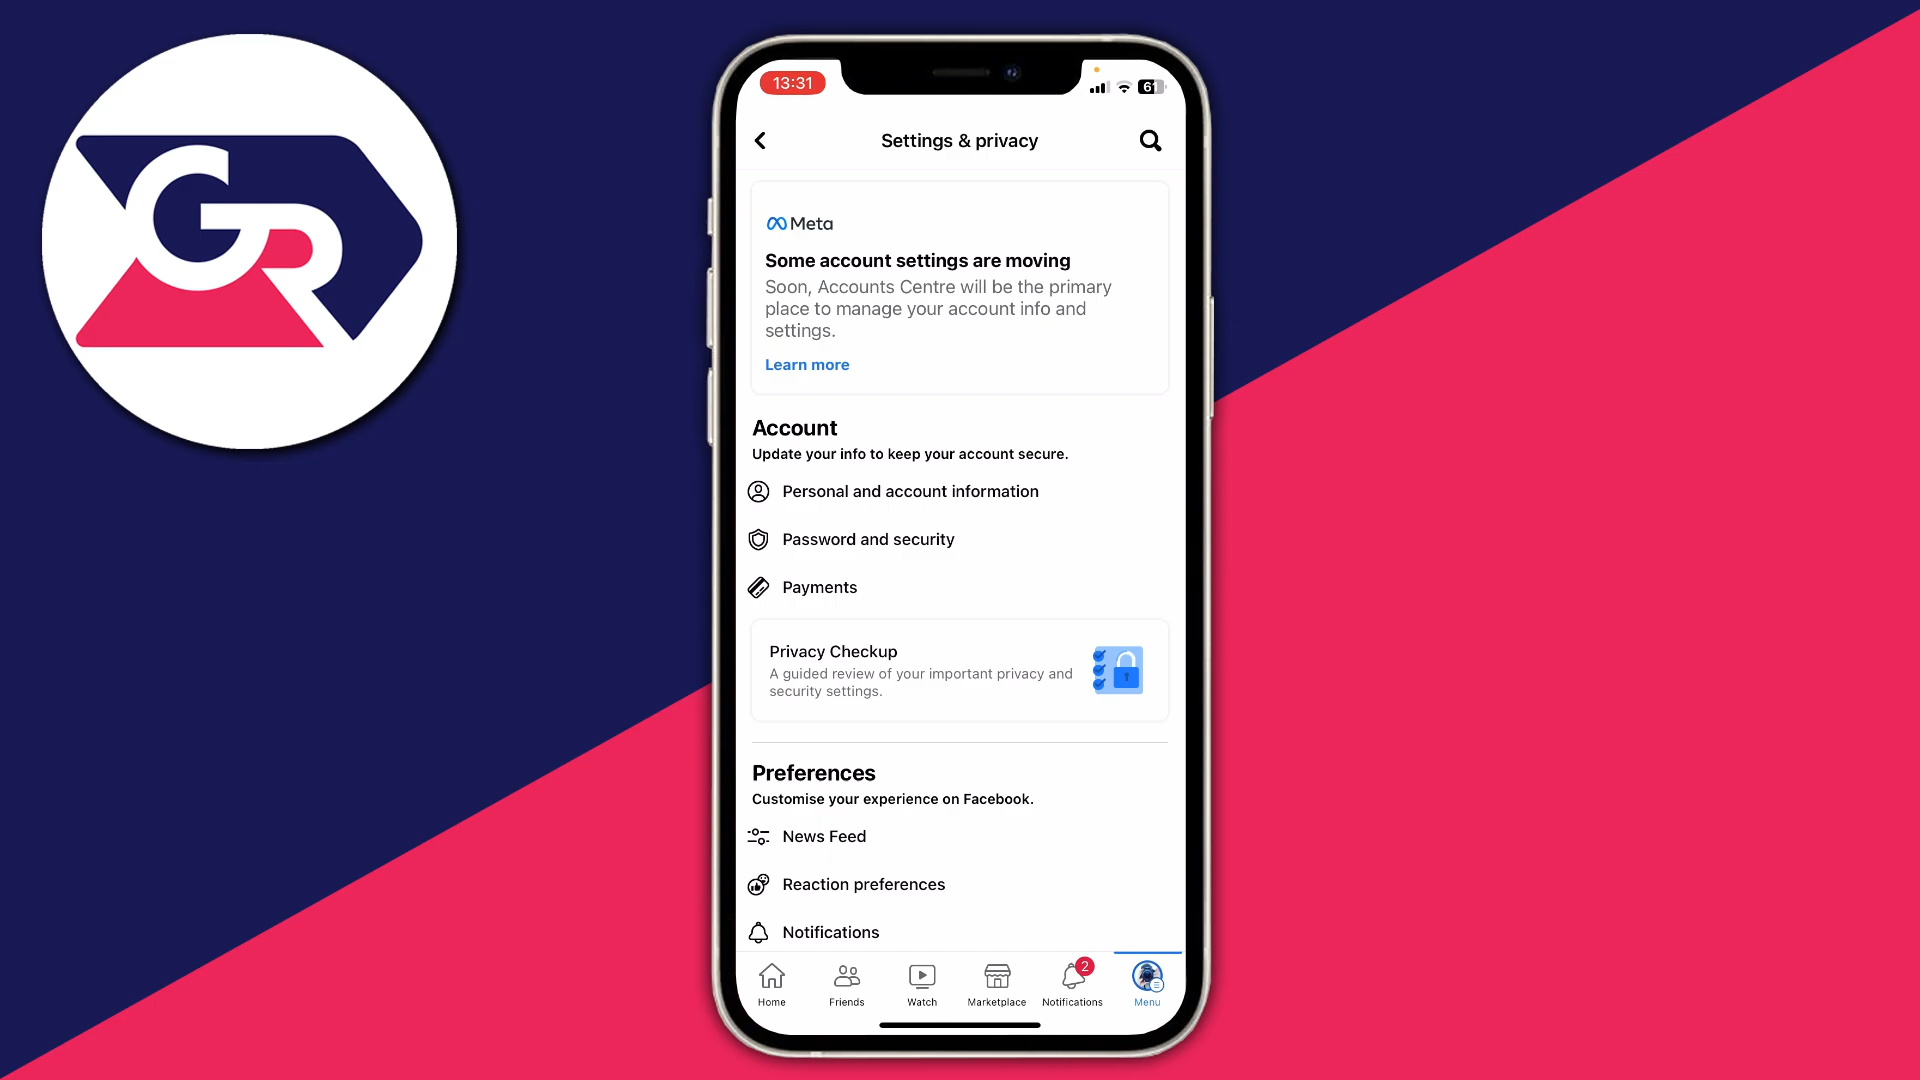 GR
13:31
61
Settings & privacy
Meta
Some account settings are moving
Soon, Accounts Centre will be the primary
place to manage your account info and
settings.
Learn more
Account
Update your info to keep your account secure.
Personal and account information
Password and security
Payments
Privacy Checkup
A guided review of your important privacy and
security settings.
Preferences
Customise your experience on Facebook.
News Feed
Reaction preferences
Notifications
2
Home
Friends
Watch
Marketplace
Notifications
Menu